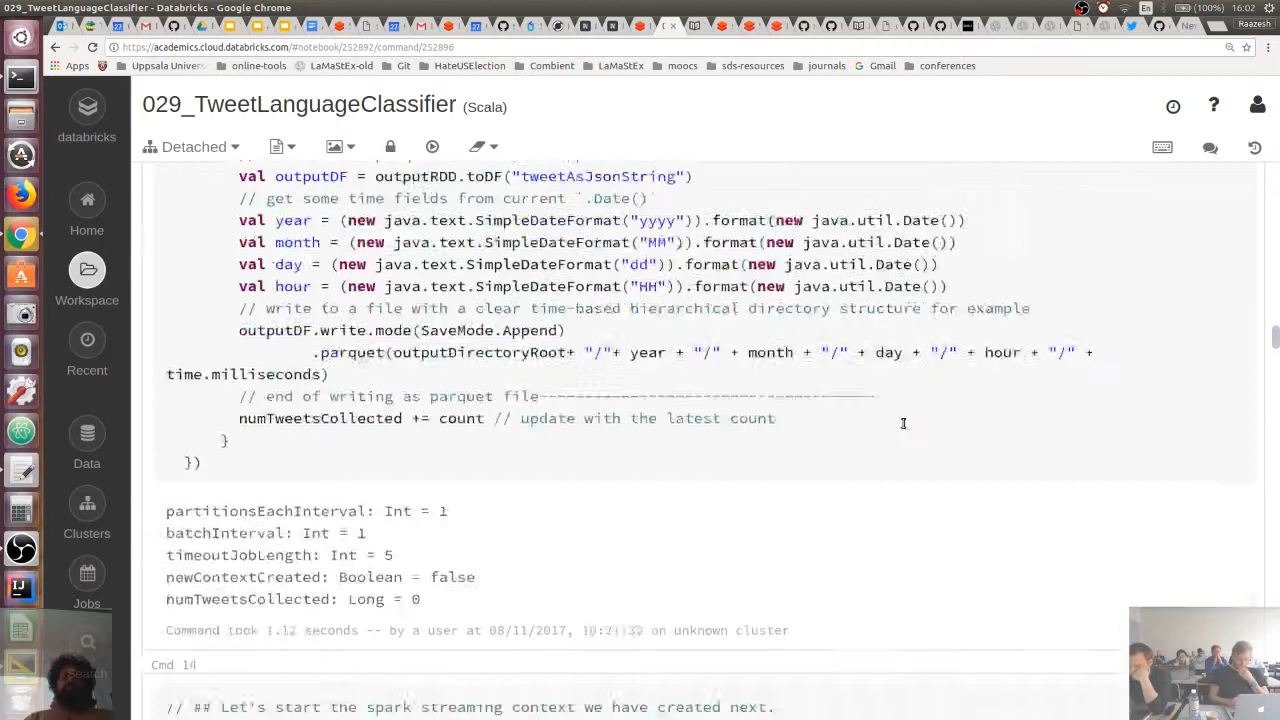 029_TweetLanguageClassifier - Databricks - Google Chrome
En
(100%)
16:02
Raazesh
https://academics.cloud.databricks.com/#notebook/252892/command/252896
Apps
Uppsala Univers
online-tools
LaMaStEx-old
Git
HateUSElection
Combient
LaMaStEx
moocs
sds-resources
journals
Gmail
conferences
databricks
Home
Workspace
Recent
Data
Clusters
Jobs
Search
029_TweetLanguageClassifier (Scala)
Detached
val outputDF = outputRDD.toDF("tweetAsJsonString")
// get some time fields from current `.Date()`
val year = (new java.text.SimpleDateFormat("yyyy")).format(new java.util.Date())
val month = (new java.text.SimpleDateFormat("MM")).format(new java.util.Date())
val day = (new java.text.SimpleDateFormat("dd")).format(new java.util.Date())
val hour = (new java.text.SimpleDateFormat("HH")).format(new java.util.Date())
// write to a file with a clear time-based hierarchical directory structure for example
outputDF.write.mode(SaveMode.Append)
.parquet(outputDirectoryRoot+ "/"+ year + "/" + month + "/" + day + "/" + hour + "/" +
time.milliseconds)
// end of writing as parquet file-------------------------------------
numTweetsCollected += count // update with the latest count
}
})
partitionsEachInterval: Int = 1
batchInterval: Int = 1
timeoutJobLength: Int = 5
newContextCreated: Boolean = false
numTweetsCollected: Long = 0
Command took 1.12 seconds -- by a user at 08/11/2017, on unknown cluster
Cmd 14
// ## Let's start the spark streaming context we have created next.